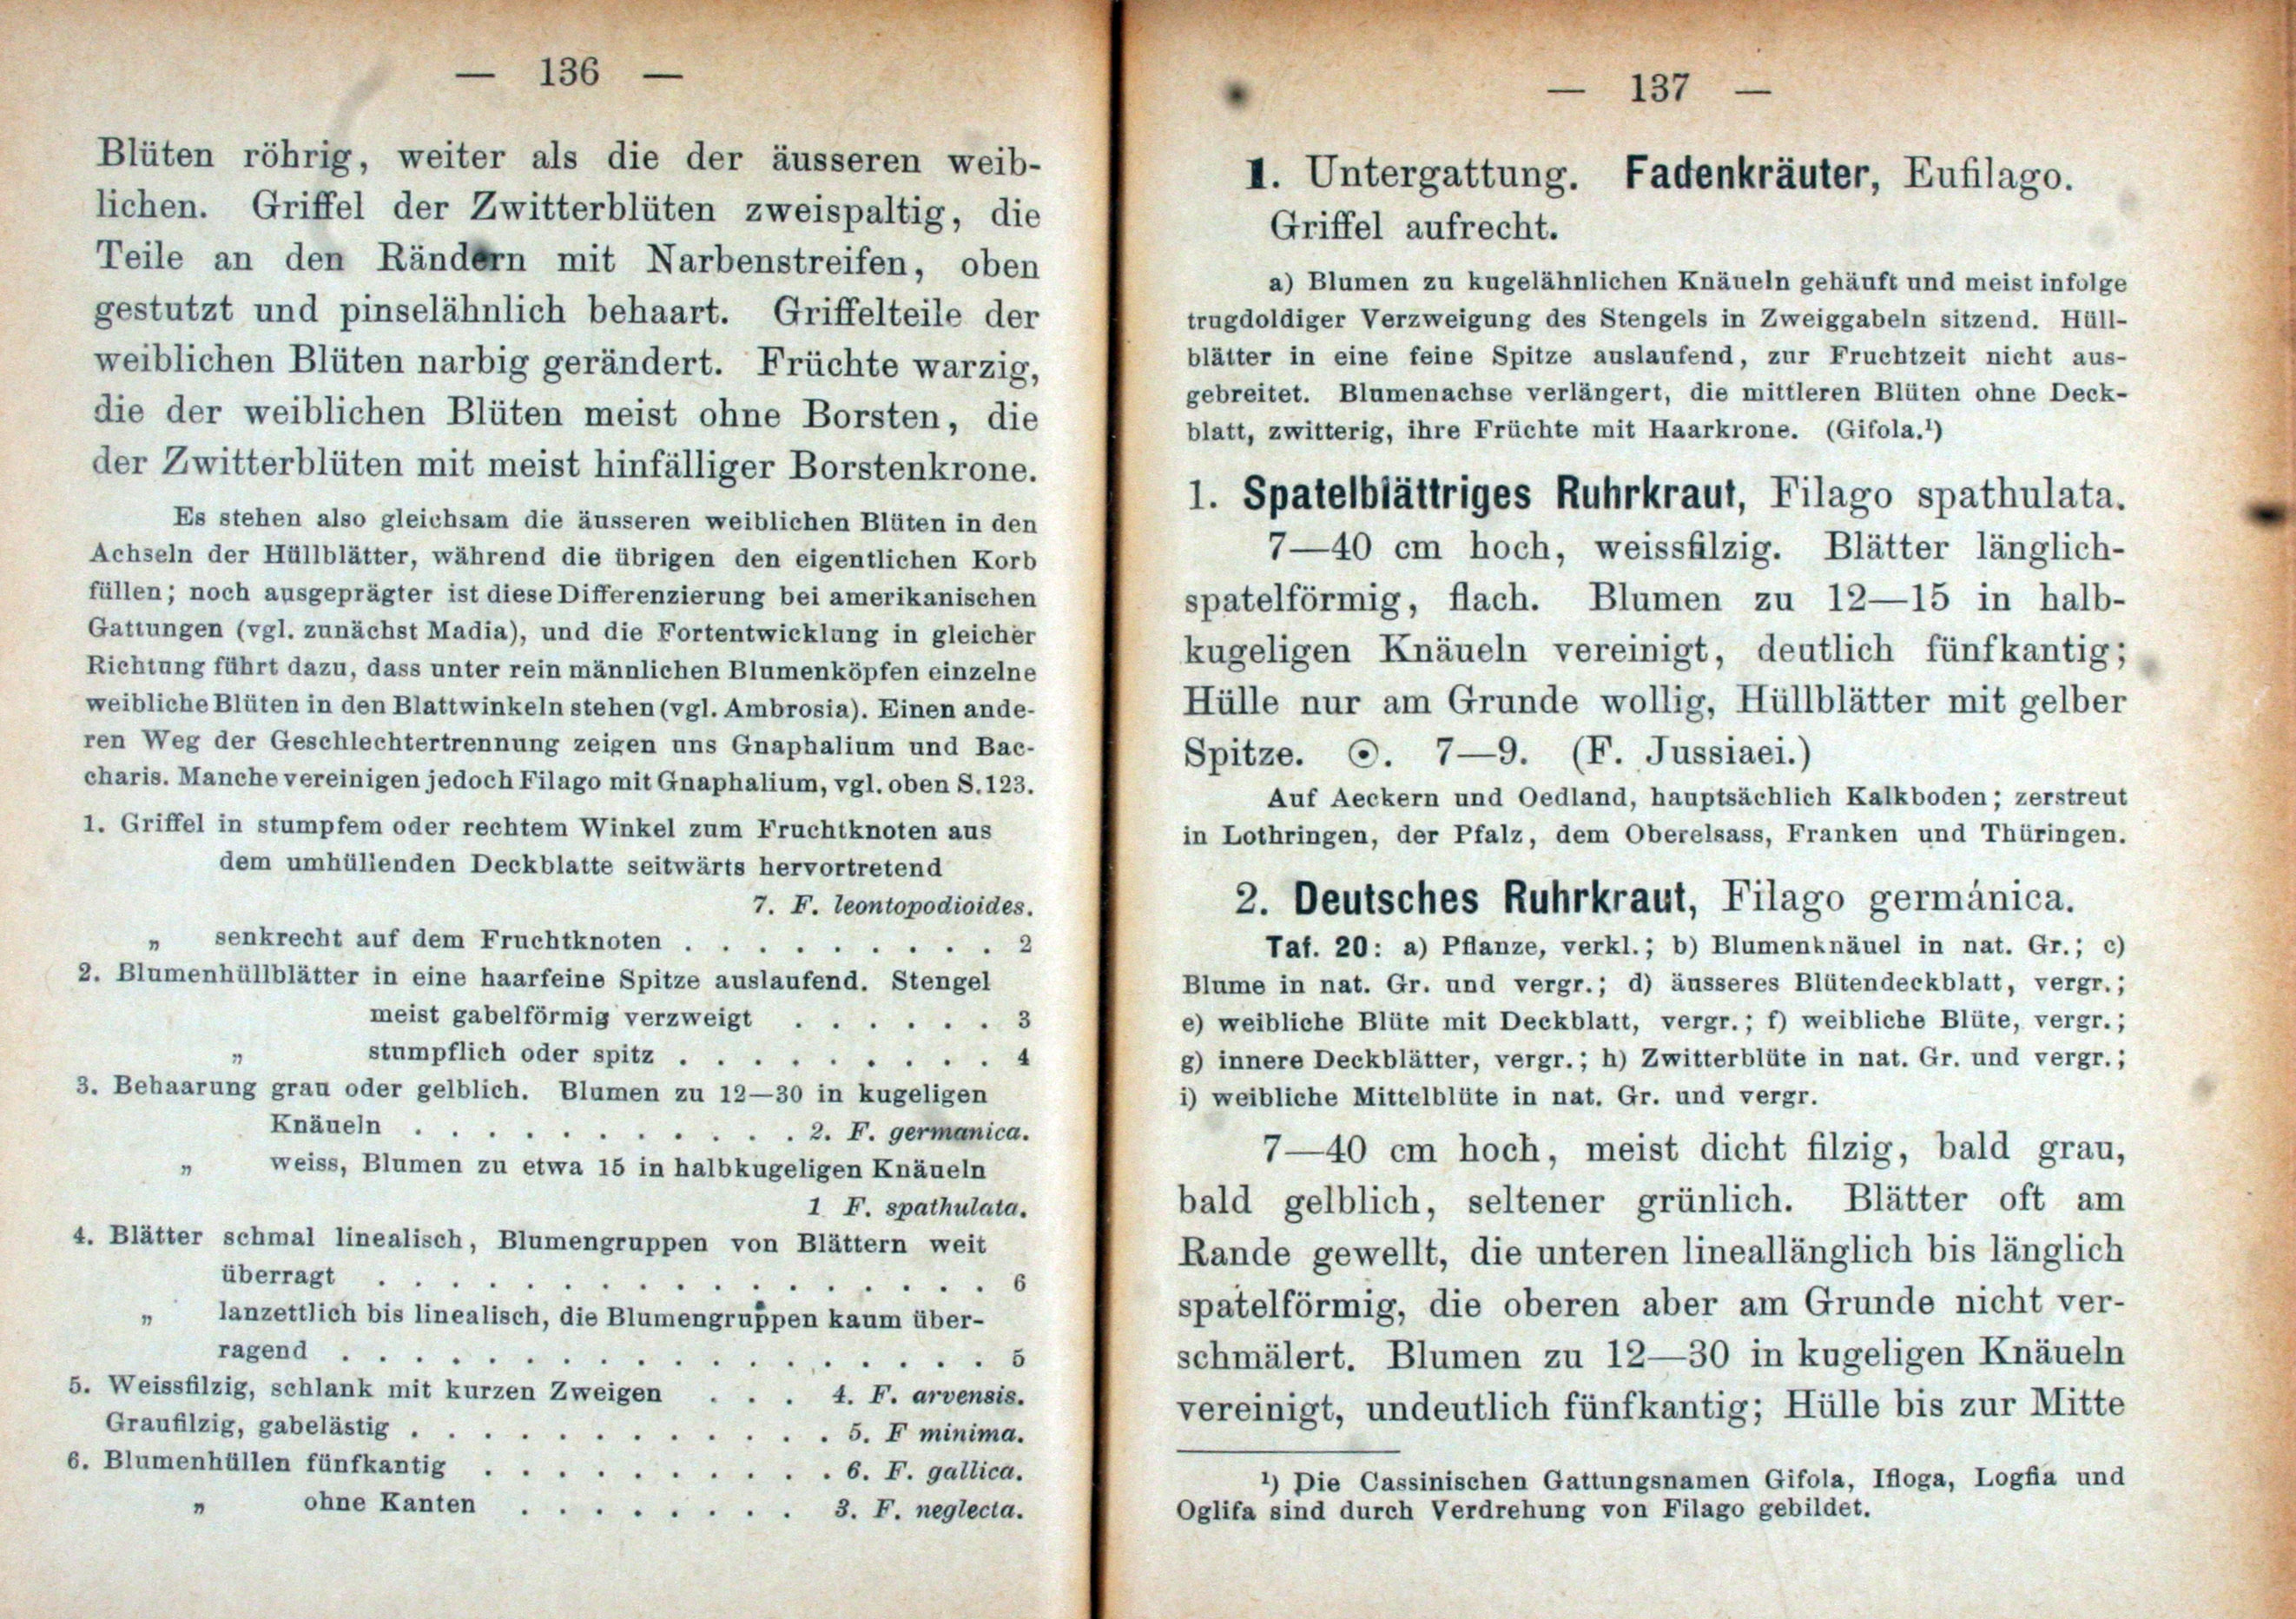 — 136 —
Blüten röhrig, weiter als die der äusseren weib-
lichen. Griffel der Zwitterblüten zweispaltig, die
Teile an den Rändern mit Narbenstreifen, oben
gestutzt und pinselähnlich behaart. Griffelteile der
weiblichen Blüten narbig gerändert. Früchte warzig,
die der weiblichen Blüten meist ohne Borsten, die
der Zwitterblüten mit meist hinfälliger Borstenkrone.
Es stehen also gleichsam die äusseren weiblichen Blüten in den
Achseln der Hüllblätter, während die übrigen den eigentlichen Korb
füllen; noch ausgeprägter ist diese Differenzierung bei amerikanischen
Gattungen (vgl. zunächst Madia), und die Fortentwicklung in gleicher
Richtung führt dazu, dass unter rein männlichen Blumenköpfen einzelne
weibliche Blüten in den Blattwinkeln stehen (vgl. Ambrosia). Einen ande-
ren Weg der Geschlechtertrennung zeigen uns Gnaphalium und Bac-
charis. Manche vereinigen jedoch Filago mit Gnaphalium, vgl. oben S. 123.
1. Griffel in stumpfem oder rechtem Winkel zum Fruchtknoten aus
dem umhüllenden Deckblatte seitwärts hervortretend
7. F. leontopodioides.
„ senkrecht auf dem Fruchtknoten . . . . . . . . . 2
2. Blumenhüllblätter in eine haarfeine Spitze auslaufend. Stengel
meist gabelförmig verzweigt . . . . . . 3
„ stumpflich oder spitz . . . . . . . . . 4
3. Behaarung grau oder gelblich. Blumen zu 12—30 in kugeligen
Knäueln . . . . . . . . . . . 2. F. germanica.
„ weiss, Blumen zu etwa 15 in halbkugeligen Knäueln
1 F. spathulata.
4. Blätter schmal linealisch, Blumengruppen von Blättern weit
überragt . . . . . . . . . . . . . . . . . 6
„ lanzettlich bis linealisch, die Blumengruppen kaum über-
ragend . . . . . . . . . . . . . . . . . . 5
5. Weissfilzig, schlank mit kurzen Zweigen . . . 4. F. arvensis.
Graufilzig, gabelästig . . . . . . . . . . . . 5. F minima.
6. Blumenhüllen fünfkantig . . . . . . . . . . 6. F. gallica.
„ ohne Kanten . . . . . . . . 3. F. neglecta.
— 137 —
I. Untergattung. Fadenkräuter, Eufilago.
Griffel aufrecht.
a) Blumen zu kugelähnlichen Knäueln gehäuft und meist infolge
trugdoldiger Verzweigung des Stengels in Zweiggabeln sitzend. Hüll-
blätter in eine feine Spitze auslaufend, zur Fruchtzeit nicht aus-
gebreitet. Blumenachse verlängert, die mittleren Blüten ohne Deck-
blatt, zwitterig, ihre Früchte mit Haarkrone. (Gifola.¹)
1. Spatelblättriges Ruhrkraut, Filago spathulata.
7—40 cm hoch, weissfilzig. Blätter länglich-
spatelförmig, flach. Blumen zu 12—15 in halb-
kugeligen Knäueln vereinigt, deutlich fünfkantig;
Hülle nur am Grunde wollig, Hüllblätter mit gelber
Spitze. ⊙. 7—9. (F. Jussiaei.)
Auf Aeckern und Oedland, hauptsächlich Kalkboden; zerstreut
in Lothringen, der Pfalz, dem Oberelsass, Franken und Thüringen.
2. Deutsches Ruhrkraut, Filago germánica.
Taf. 20: a) Pflanze, verkl.; b) Blumenknäuel in nat. Gr.; c)
Blume in nat. Gr. und vergr.; d) äusseres Blütendeckblatt, vergr.;
e) weibliche Blüte mit Deckblatt, vergr.; f) weibliche Blüte, vergr.;
g) innere Deckblätter, vergr.; h) Zwitterblüte in nat. Gr. und vergr.;
i) weibliche Mittelblüte in nat. Gr. und vergr.
7—40 cm hoch, meist dicht filzig, bald grau,
bald gelblich, seltener grünlich. Blätter oft am
Rande gewellt, die unteren lineallänglich bis länglich
spatelförmig, die oberen aber am Grunde nicht ver-
schmälert. Blumen zu 12—30 in kugeligen Knäueln
vereinigt, undeutlich fünfkantig; Hülle bis zur Mitte
¹) Die Cassinischen Gattungsnamen Gifola, Ifloga, Logfia und
Oglifa sind durch Verdrehung von Filago gebildet.